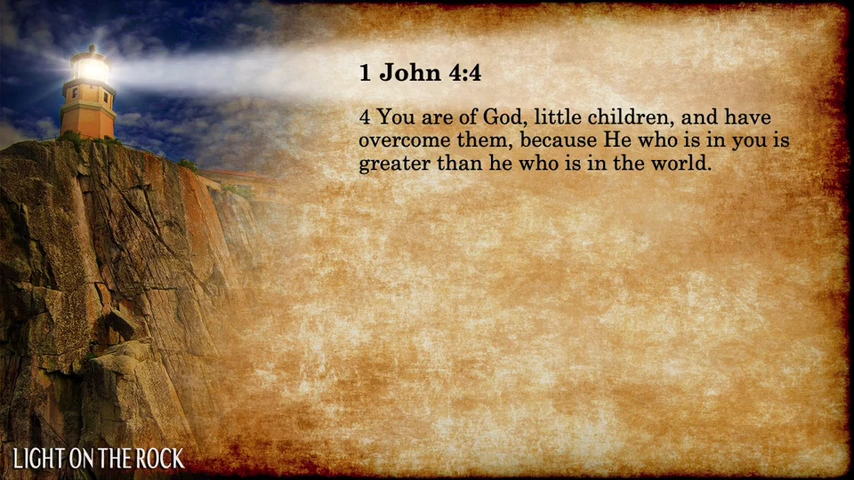 1 John 4:4
4 You are of God, little children, and have
overcome them, because He who is in you is
greater than he who is in the world.
LIGHT ON THE ROCK